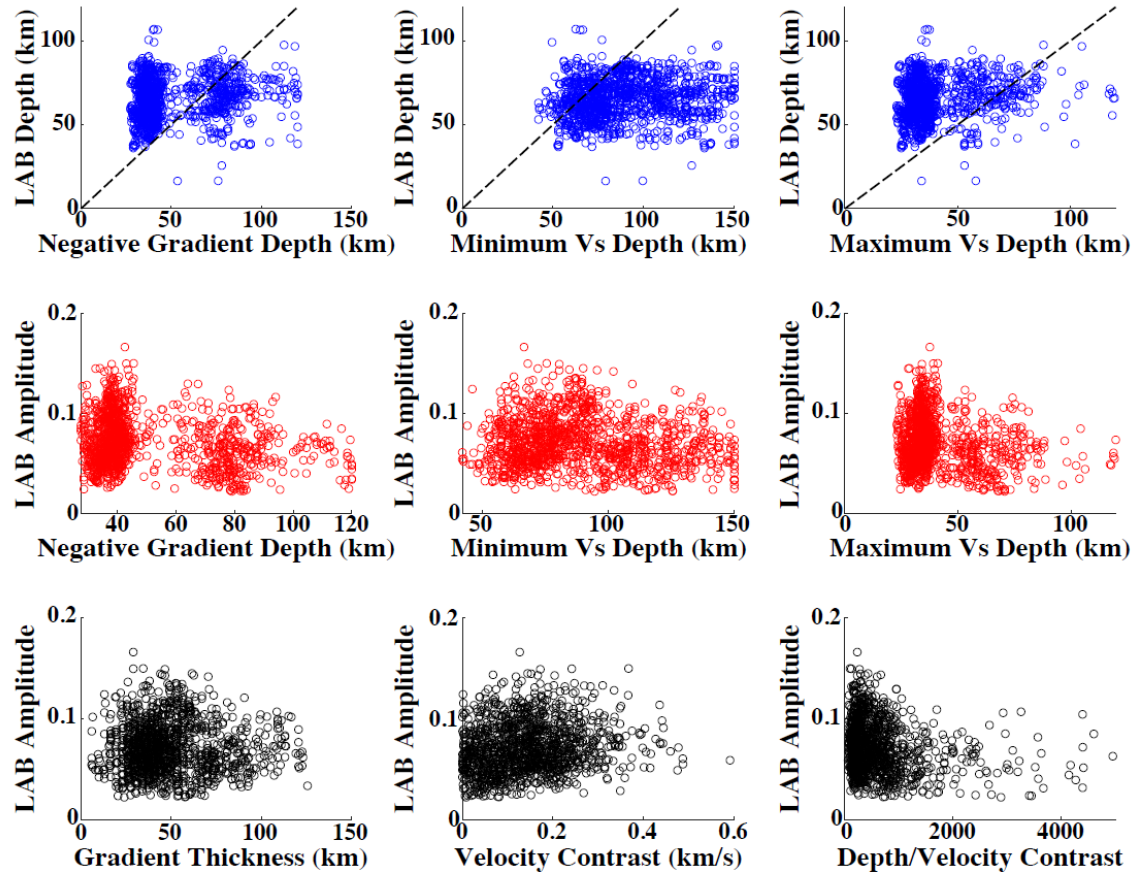 LAB Depth (km)
100
50
0
0 50 100 150
Negative Gradient Depth (km)
LAB Depth (km)
100
50
0
0 50 100 150
Minimum Vs Depth (km)
LAB Depth (km)
100
50
0
0 50 100
Maximum Vs Depth (km)
LAB Amplitude
0.2
0.1
0
40 60 80 100 120
Negative Gradient Depth (km)
LAB Amplitude
0.2
0.1
0
50 100 150
Minimum Vs Depth (km)
LAB Amplitude
0.2
0.1
0
0 50 100
Maximum Vs Depth (km)
LAB Amplitude
0.2
0.1
0
0 50 100 150
Gradient Thickness (km)
LAB Amplitude
0.2
0.1
0
0 0.2 0.4 0.6
Velocity Contrast (km/s)
LAB Amplitude
0.2
0.1
0
0 2000 4000
Depth/Velocity Contrast